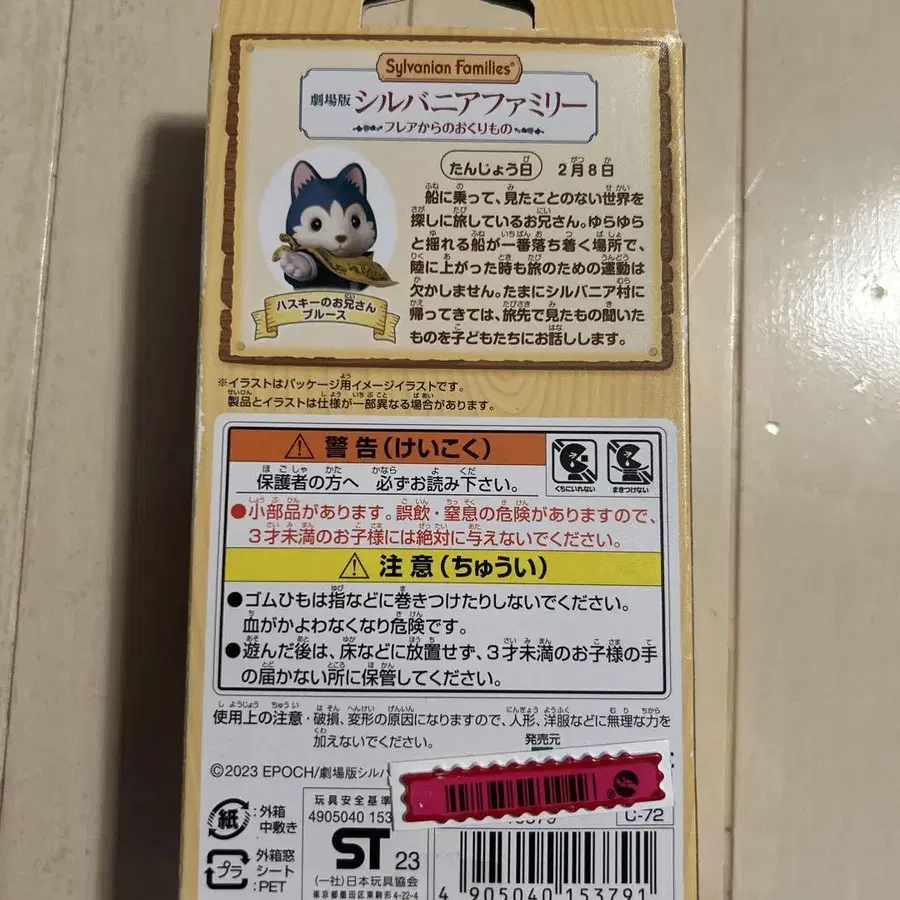 Sylvanian Families®
劇場版 シルバニアファミリー
フレアからのおくりもの
たんじょう日 2月8日
船に乗って、見たことのない世界を
探しに旅しているお兄さん。ゆらゆら
と揺れる船が一番落ち着く場所で、
陸に上がった時も旅のための運動は
欠かしません。たまにシルバニア村に
帰ってきては、旅先で見たもの聞いた
ものを子どもたちにお話しします。
ハスキーのお兄さん
ブルース
※イラストはパッケージ用イメージイラストです。
製品とイラストは仕様が一部異なる場合があります。
警告(けいこく)
保護者の方へ 必ずお読み下さい。
くちにいれない
まきつけない
●小部品があります。誤飲・窒息の危険がありますので、
3才未満のお子様には絶対に与えないでください。
注意(ちゅうい)
●ゴムひもは指などに巻きつけたりしないでください。
血がかよわなくなり危険です。
●遊んだ後は、床などに放置せず、3才未満のお子様の手
の届かない所に保管してください。
使用上の注意・破損、変形の原因になりますので、人形、洋服などに無理な力を
加えないでください。
発売元
©2023 EPOCH/劇場版シルバ
紙:外箱
中敷き
プラ:外箱窓
シート
:PET
玩具安全基準
4905040 153
ST 23
(一社)日本玩具協会
東京都墨田区東駒形4-22-4
C-72
4 905040 153791